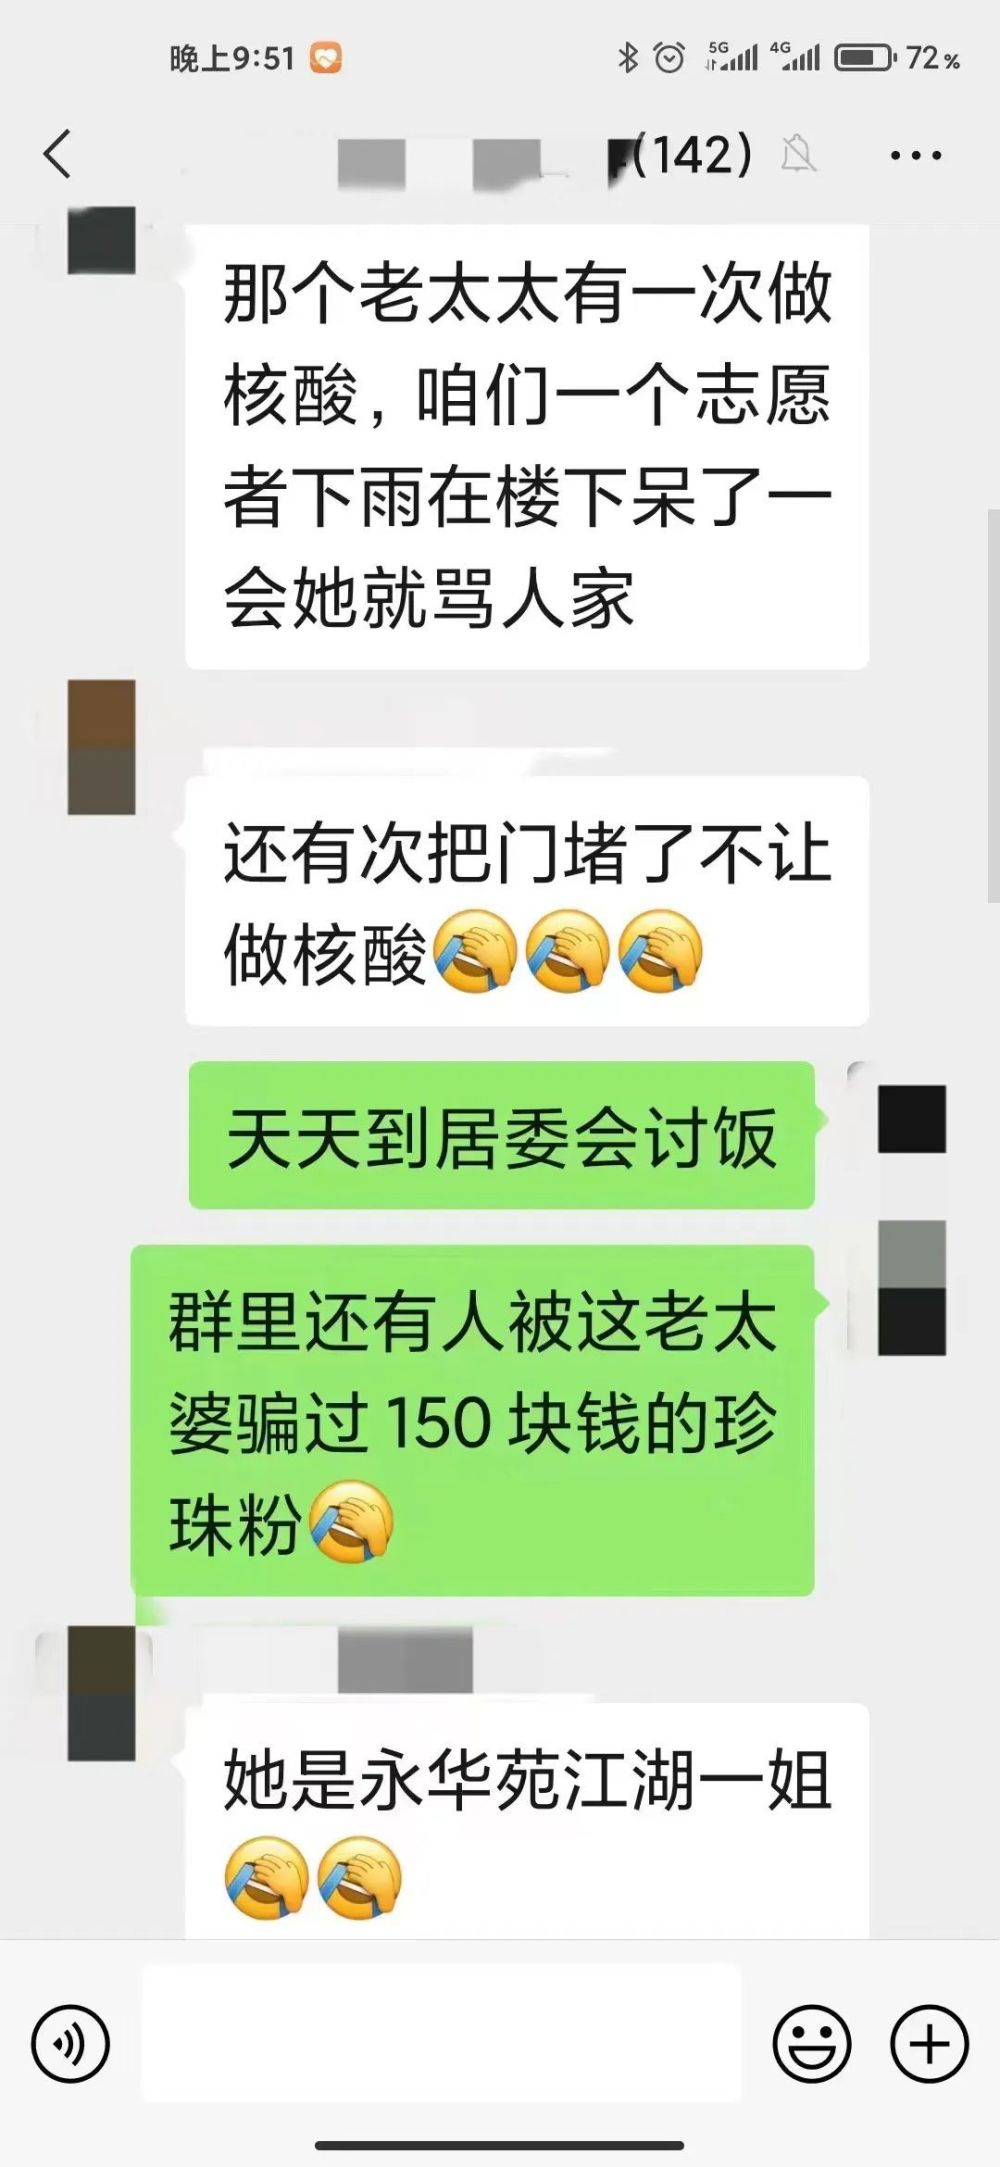 晚上9:51
5G
4G
72%
(142)
那个老太太有一次做
核酸，咱们一个志愿
者下雨在楼下呆了一
会她就骂人家
还有次把门堵了不让
做核酸🤦🤦🤦
天天到居委会讨饭
群里还有人被这老太
婆骗过150块钱的珍
珠粉🤦
她是永华苑江湖一姐
🤦🤦